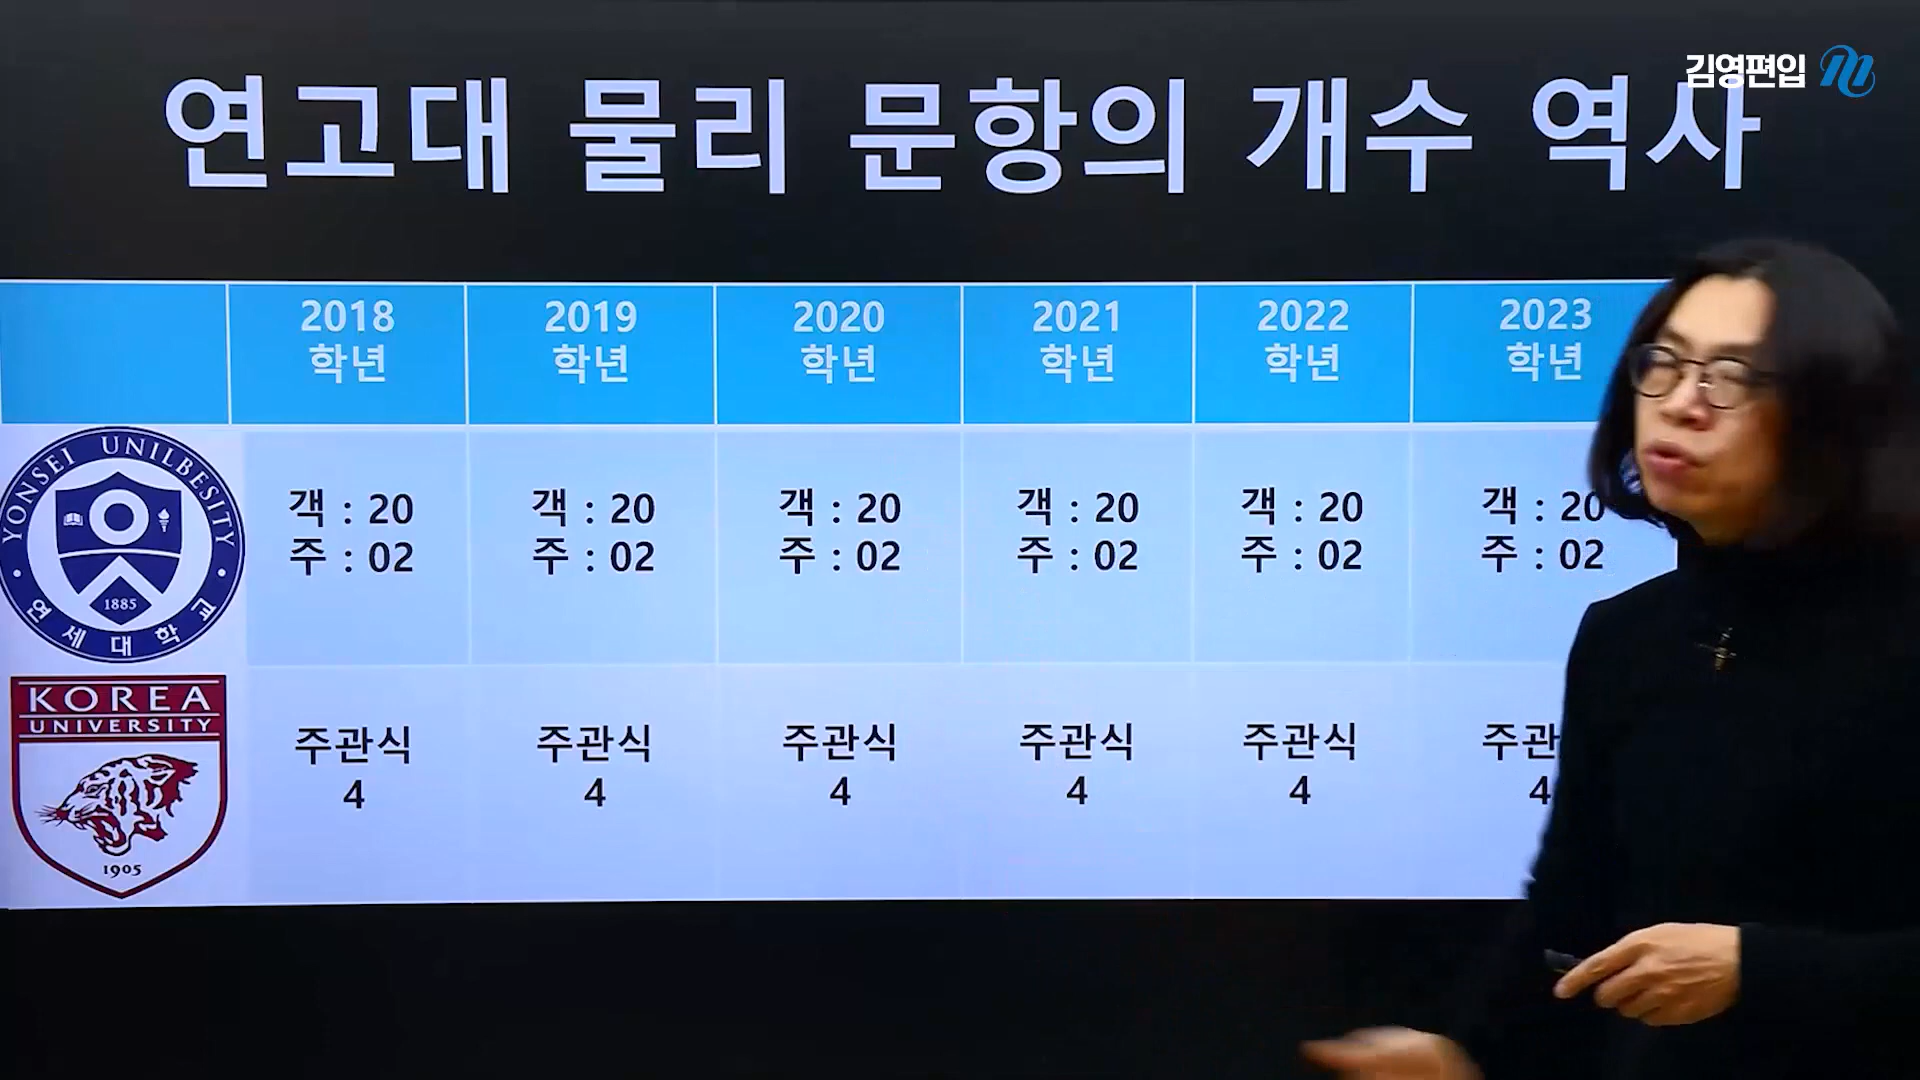 김영편입
연고대 물리 문항의 개수 역사
2018 학년
2019 학년
2020 학년
2021 학년
2022 학년
2023 학년
YONSEI UNILBESITY
1885
연세대학교
객 : 20
주 : 02
객 : 20
주 : 02
객 : 20
주 : 02
객 : 20
주 : 02
객 : 20
주 : 02
객 : 20
주 : 02
KOREA
UNIVERSITY
1905
주관식
4
주관식
4
주관식
4
주관식
4
주관식
4
주관
4